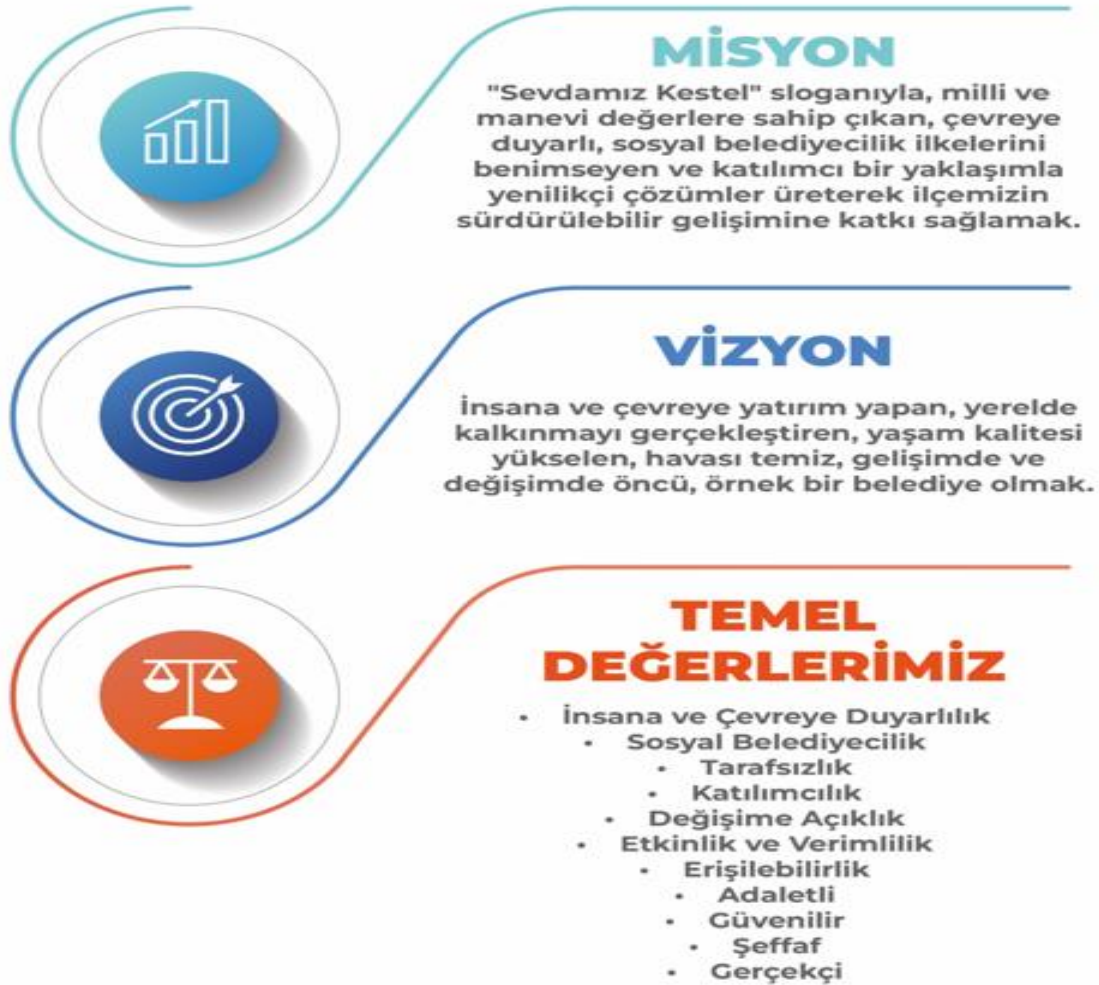 MİSYON
"Sevdamız Kestel" sloganıyla, milli ve
manevi değerlere sahip çıkan, çevreye
duyarlı, sosyal belediyecilik ilkelerini
benimseyen ve katılımcı bir yaklaşımla
yenilikçi çözümler üreterek ilçemizin
sürdürülebilir gelişimine katkı sağlamak.
VİZYON
İnsana ve çevreye yatırım yapan, yerelde
kalkınmayı gerçekleştiren, yaşam kalitesi
yükselen, havası temiz, gelişimde ve
değişimde öncü, örnek bir belediye olmak.
TEMEL
DEĞERLERİMİZ
• İnsana ve Çevreye Duyarlılık
• Sosyal Belediyecilik
• Tarafsızlık
• Katılımcılık
• Değişime Açıklık
• Etkinlik ve Verimlilik
• Erişilebilirlik
• Adaletli
• Güvenilir
• Şeffaf
• Gerçekçi